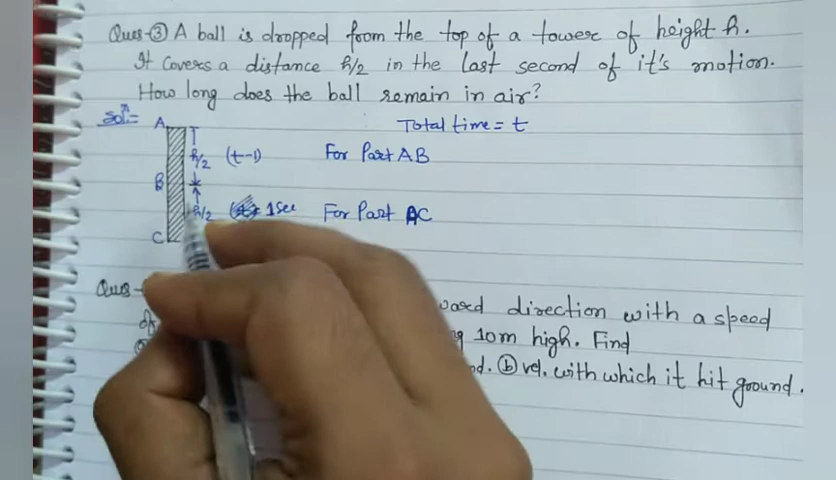 Ques-③ A ball is dropped from the top of a tower of height h.
It covers a distance h/2 in the last second of it's motion.
How long does the ball remain in air?
Solⁿ=
A
Total time = t
h/2 (t-1) For Part AB
B
h/2 1sec For Part AC
C
Ques-
ward direction with a speed
of
10m high. Find
nd. ⓑ vel. with which it hit ground.